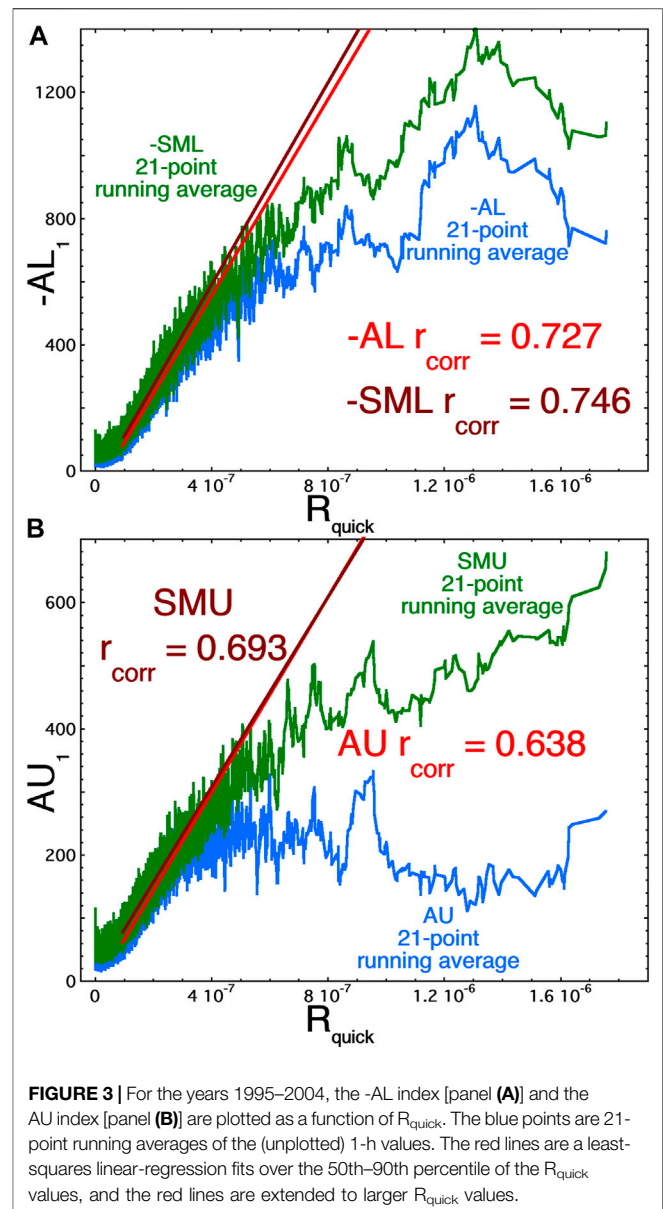 A
1200
800
400
0
-AL1
-SML
21-point
running average
-AL
21-point
running average
-AL rcorr = 0.727
-SML rcorr = 0.746
0
4 10-7
8 10-7
1.2 10-6
1.6 10-6
Rquick
B
600
400
200
0
AU1
SMU
rcorr = 0.693
SMU
21-point
running average
AU rcorr = 0.638
AU
21-point
running average
0
4 10-7
8 10-7
1.2 10-6
1.6 10-6
Rquick
FIGURE 3 | For the years 1995–2004, the -AL index [panel (A)] and the
AU index [panel (B)] are plotted as a function of Rquick. The blue points are 21-
point running averages of the (unplotted) 1-h values. The red lines are a least-
squares linear-regression fits over the 50th–90th percentile of the Rquick
values, and the red lines are extended to larger Rquick values.